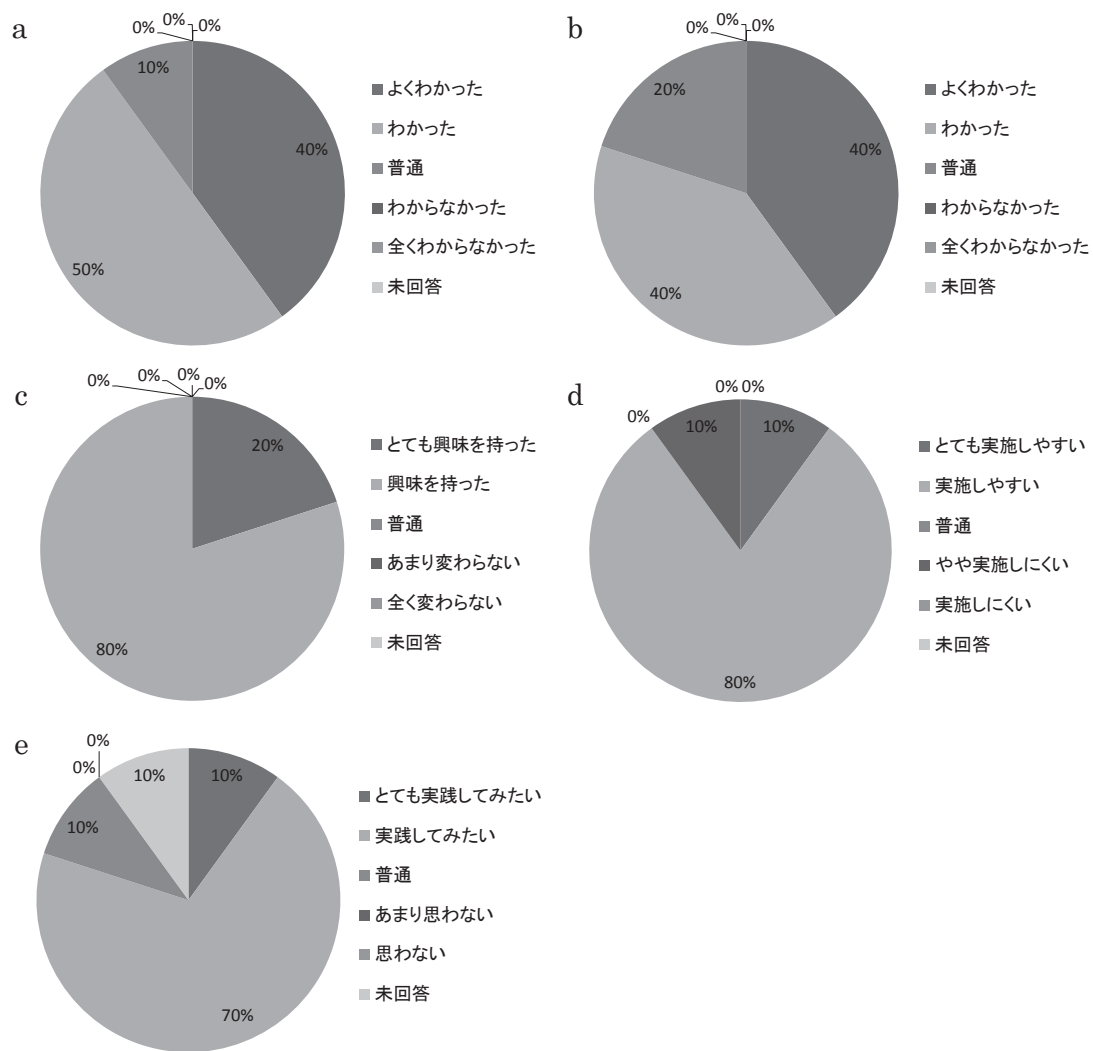 a
0%
0%
0%
10%
40%
50%
よくわかった
わかった
普通
わからなかった
全くわからなかった
未回答
b
0%
0%
0%
20%
40%
40%
よくわかった
わかった
普通
わからなかった
全くわからなかった
未回答
c
0%
0%
0%
0%
20%
80%
とても興味を持った
興味を持った
普通
あまり変わらない
全く変わらない
未回答
d
0%
0%
0%
10%
10%
80%
とても実施しやすい
実施しやすい
普通
やや実施しにくい
実施しにくい
未回答
e
0%
0%
10%
10%
10%
70%
とても実践してみたい
実践してみたい
普通
あまり思わない
思わない
未回答